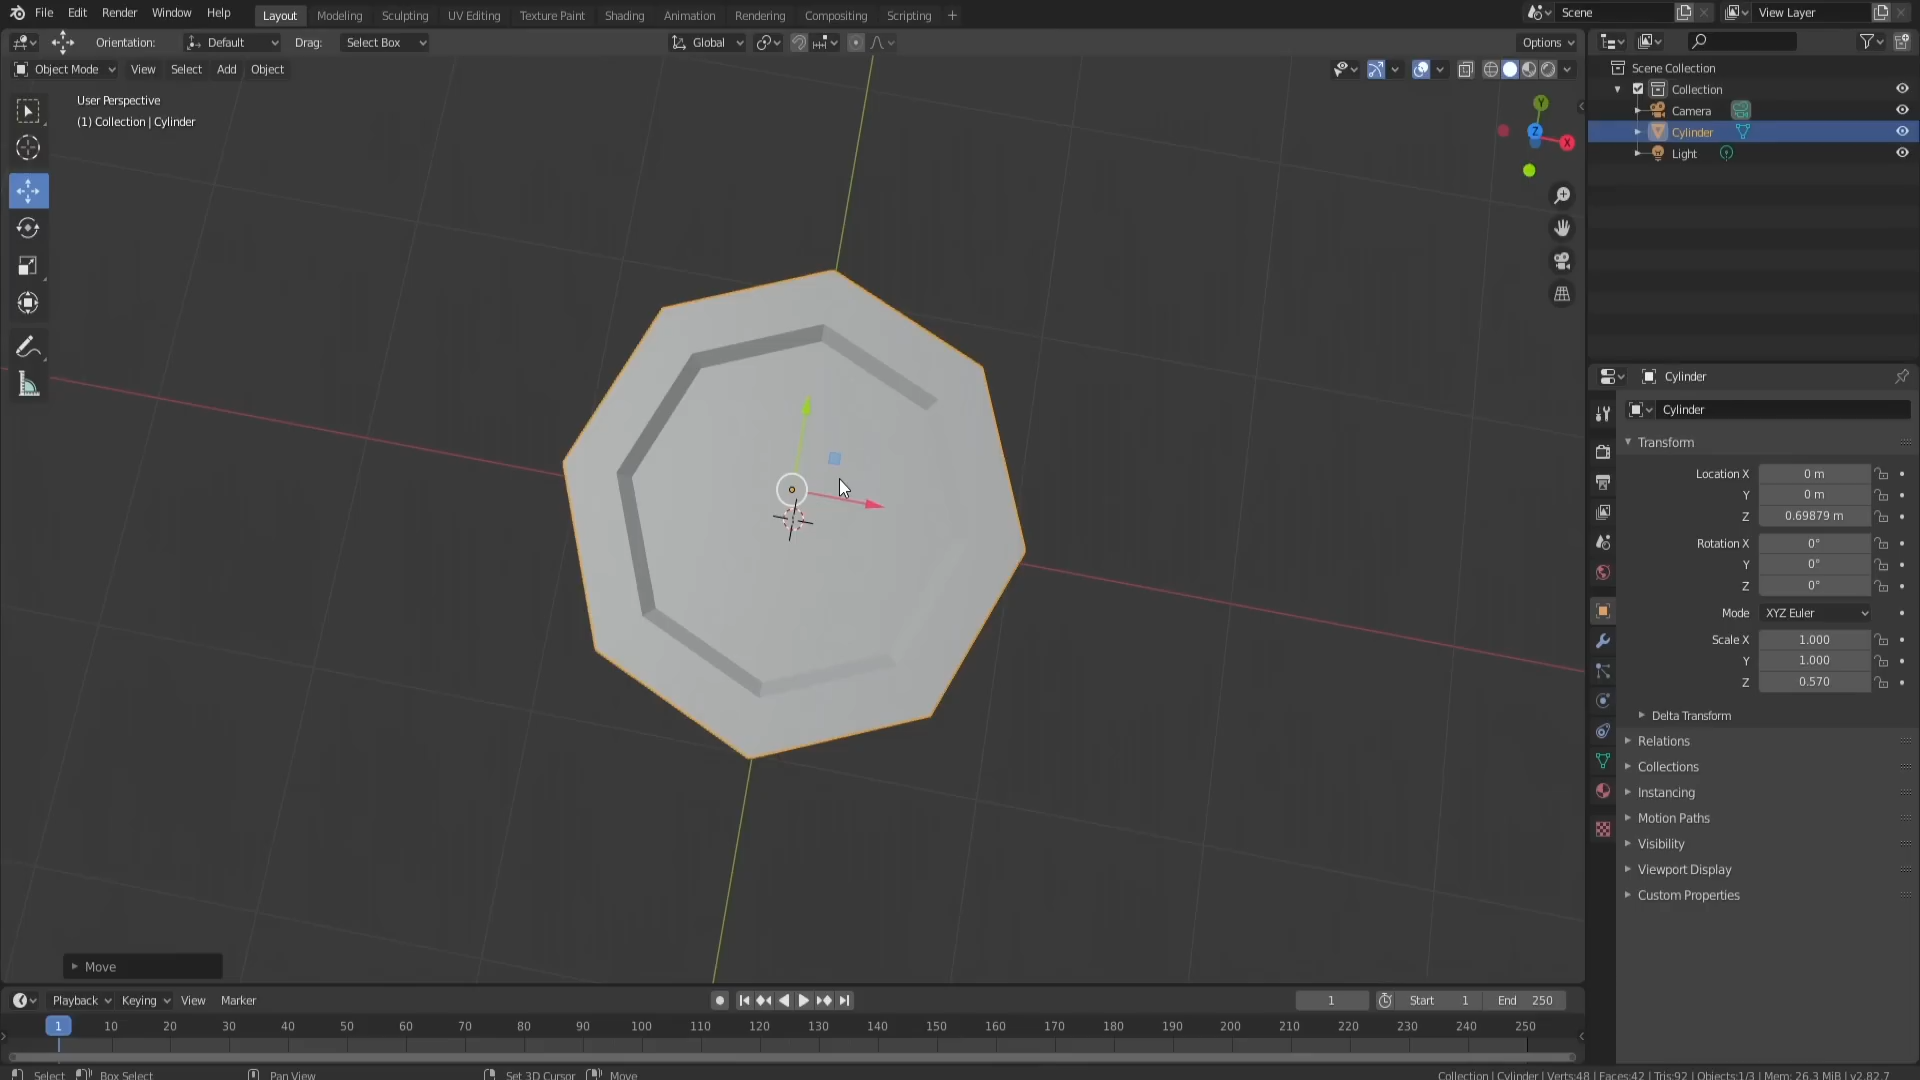 File Edit Render Window Help Layout Modeling Sculpting UV Editing Texture Paint Shading Animation Rendering Compositing Scripting + Scene View Layer
Orientation: Default Drag: Select Box Global Options
Object Mode View Select Add Object
User Perspective
(1) Collection | Cylinder
Y
Z
X
Scene Collection
Collection
Camera
Cylinder
Light
Cylinder
Cylinder
Transform
Location X 0 m
Y 0 m
Z 0.69879 m
Rotation X 0°
Y 0°
Z 0°
Mode XYZ Euler
Scale X 1.000
Y 1.000
Z 0.570
Delta Transform
Relations
Collections
Instancing
Motion Paths
Visibility
Viewport Display
Custom Properties
Move
Playback Keying View Marker 1 Start 1 End 250
1 10 20 30 40 50 60 70 80 90 100 110 120 130 140 150 160 170 180 190 200 210 220 230 240 250
Select Box Select Pan View Set 3D Cursor Move Collection | Cylinder | Verts:48 | Faces:42 | Tris:92 | Objects:1/3 | Mem: 26.3 MiB | v2.82.7